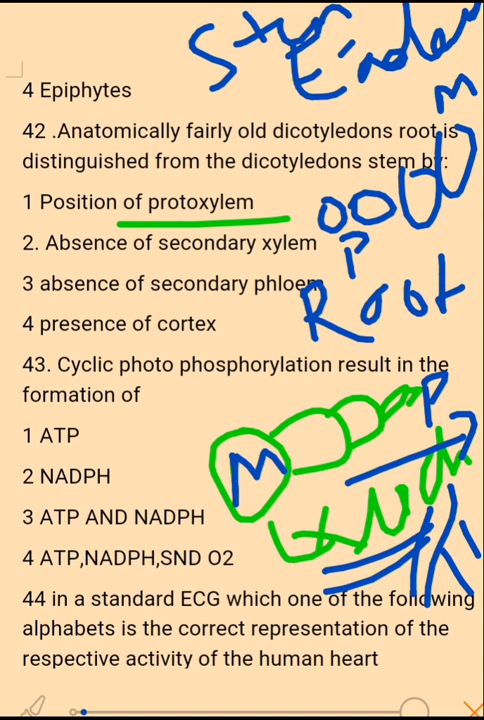 Stem
Endar
4 Epiphytes
M
42 .Anatomically fairly old dicotyledons root is
distinguished from the dicotyledons stem by:
1 Position of protoxylem
2. Absence of secondary xylem
P
3 absence of secondary phloem
Root
4 presence of cortex
43. Cyclic photo phosphorylation result in the
formation of
P
1 ATP
M
2 NADPH
3 ATP AND NADPH
4 ATP,NADPH,SND O2
44 in a standard ECG which one of the following
alphabets is the correct representation of the
respective activity of the human heart